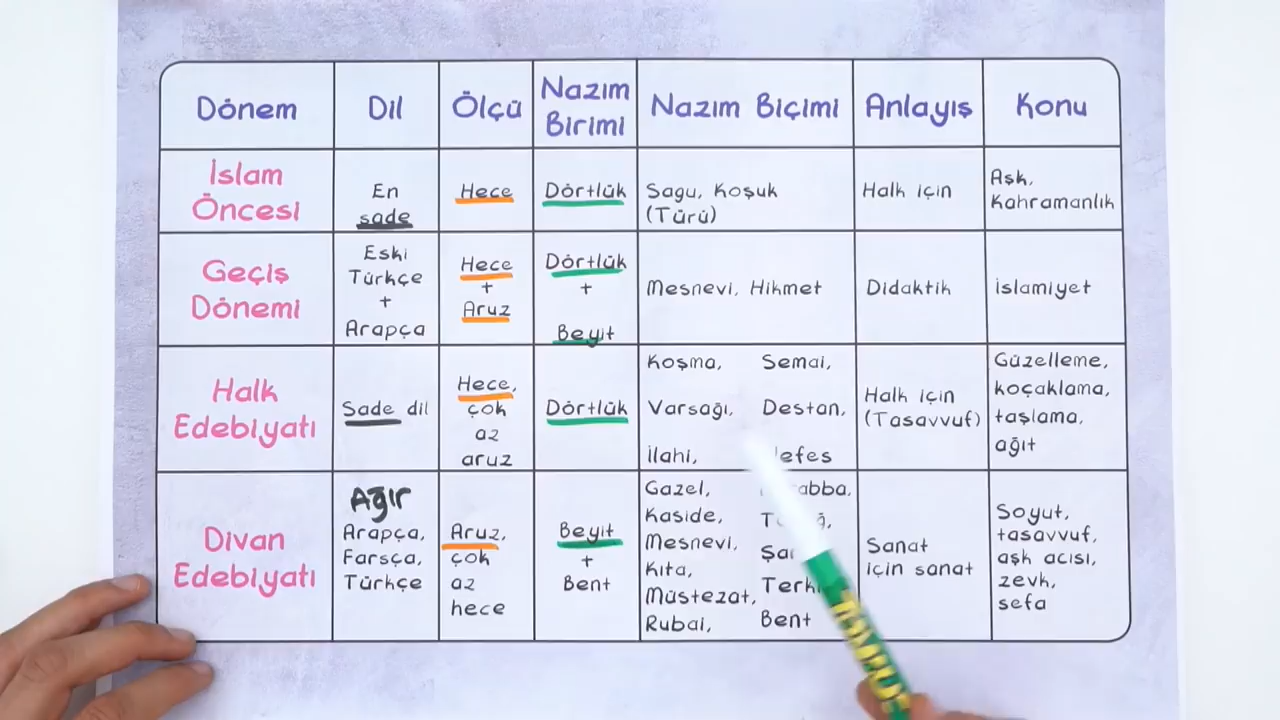 Dönem
Dil
Ölçü
Nazım
Birimi
Nazım Biçimi
Anlayış
Konu
İslam
Öncesi
En
sade
Hece
Dörtlük
Sagu, Koşuk
(Türü)
Halk için
Aşk,
Kahramanlık
Geçiş
Dönemi
Eski
Türkçe
+
Arapça
Hece
+
Aruz
Dörtlük
+
Beyit
Mesnevi, Hikmet
Didaktik
İslamiyet
Halk
Edebiyatı
Sade dil
Hece,
çok
az
aruz
Dörtlük
Koşma, Semai,
Varsağı, Destan,
İlahi,
Halk için
(Tasavvuf)
Güzelleme,
koçaklama,
taşlama,
ağıt
Divan
Edebiyatı
Ağır
Arapça,
Farsça,
Türkçe
Aruz,
çok
az
hece
Beyit
+
Bent
Gazel,
Kaside,
Mesnevi,
Kıta,
Müstezat,
Rubai, Bent
Sanat
için sanat
Soyut,
tasavvuf,
aşk acısı,
zevk,
sefa